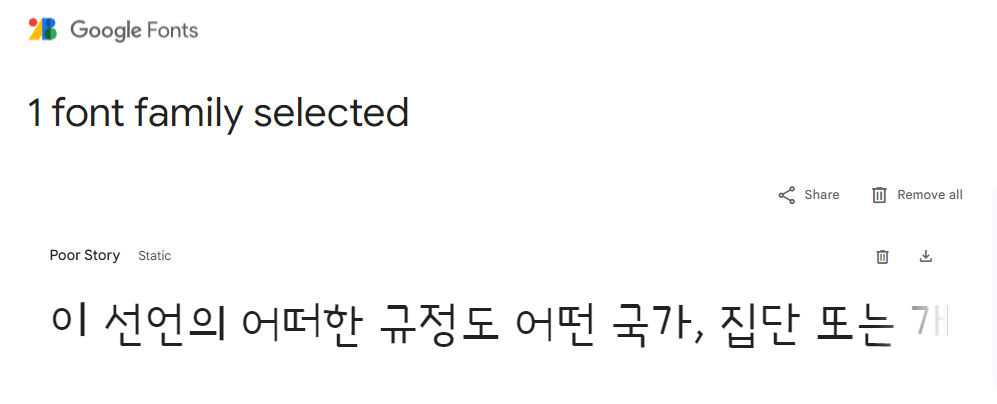 Google Fonts
1 font family selected
Share Remove all
Poor Story Static
이 선언의 어떠한 규정도 어떤 국가, 집단 또는 개